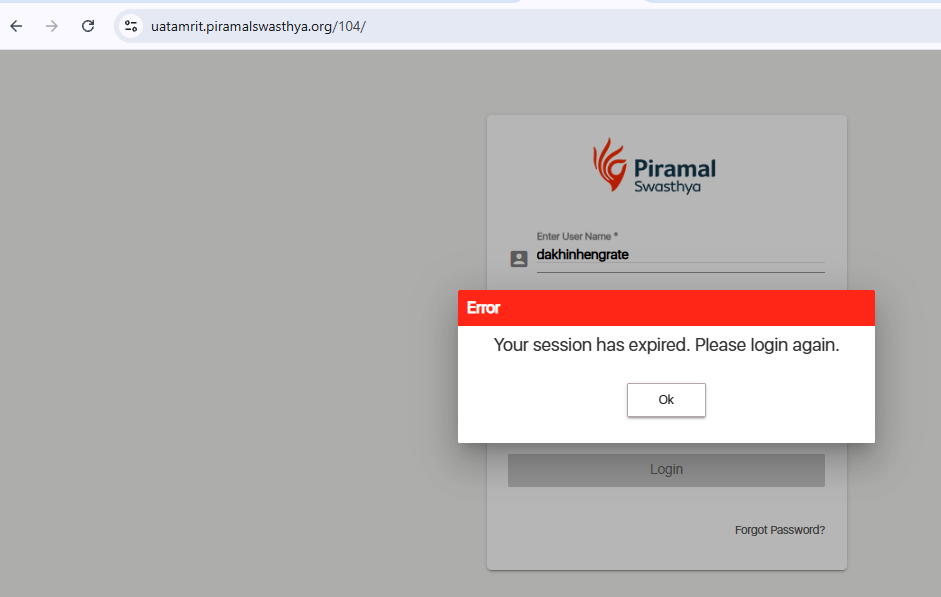 uatamrit.piramalswasthya.org/104/
Piramal
Swasthya
Enter User Name *
dakhinhengrate
Error
Your session has expired. Please login again.
Ok
Login
Forgot Password?